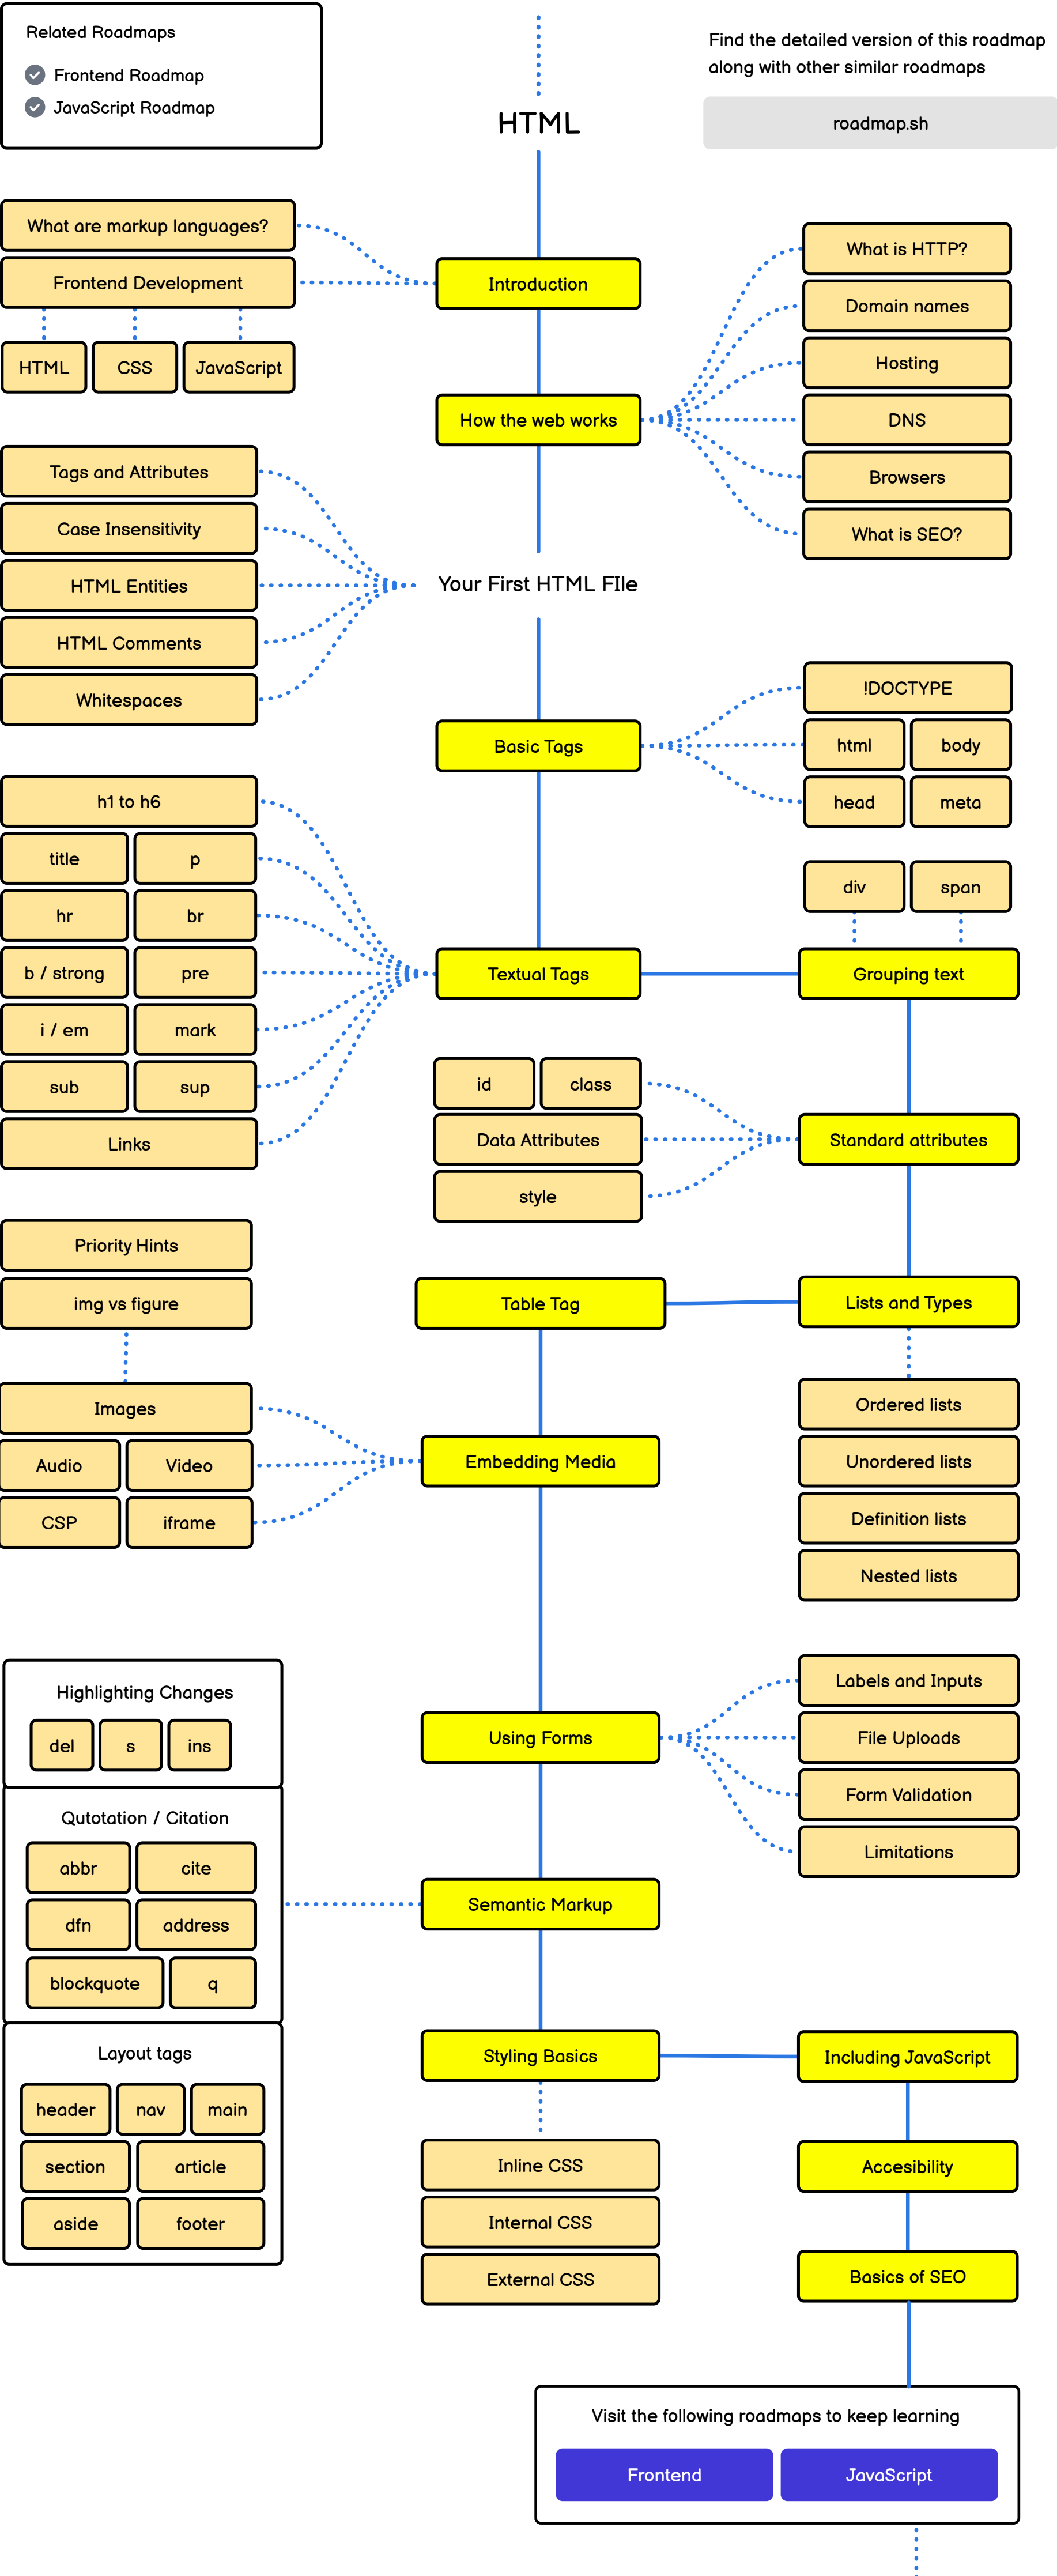 Related Roadmaps
Frontend Roadmap
JavaScript Roadmap
HTML
Find the detailed version of this roadmap
along with other similar roadmaps
roadmap.sh
What are markup languages?
Frontend Development
HTML
CSS
JavaScript
Introduction
How the web works
What is HTTP?
Domain names
Hosting
DNS
Browsers
What is SEO?
Tags and Attributes
Case Insensitivity
HTML Entities
HTML Comments
Whitespaces
Your First HTML FIle
Basic Tags
!DOCTYPE
html
body
head
meta
h1 to h6
title
p
hr
br
b / strong
pre
i / em
mark
sub
sup
Links
Textual Tags
div
span
Grouping text
id
class
Data Attributes
style
Standard attributes
Priority Hints
img vs figure
Images
Audio
Video
CSP
iframe
Table Tag
Lists and Types
Ordered lists
Unordered lists
Definition lists
Nested lists
Embedding Media
Using Forms
Labels and Inputs
File Uploads
Form Validation
Limitations
Highlighting Changes
del
s
ins
Qutotation / Citation
abbr
cite
dfn
address
blockquote
q
Layout tags
header
nav
main
section
article
aside
footer
Semantic Markup
Styling Basics
Inline CSS
Internal CSS
External CSS
Including JavaScript
Accesibility
Basics of SEO
Visit the following roadmaps to keep learning
Frontend
JavaScript